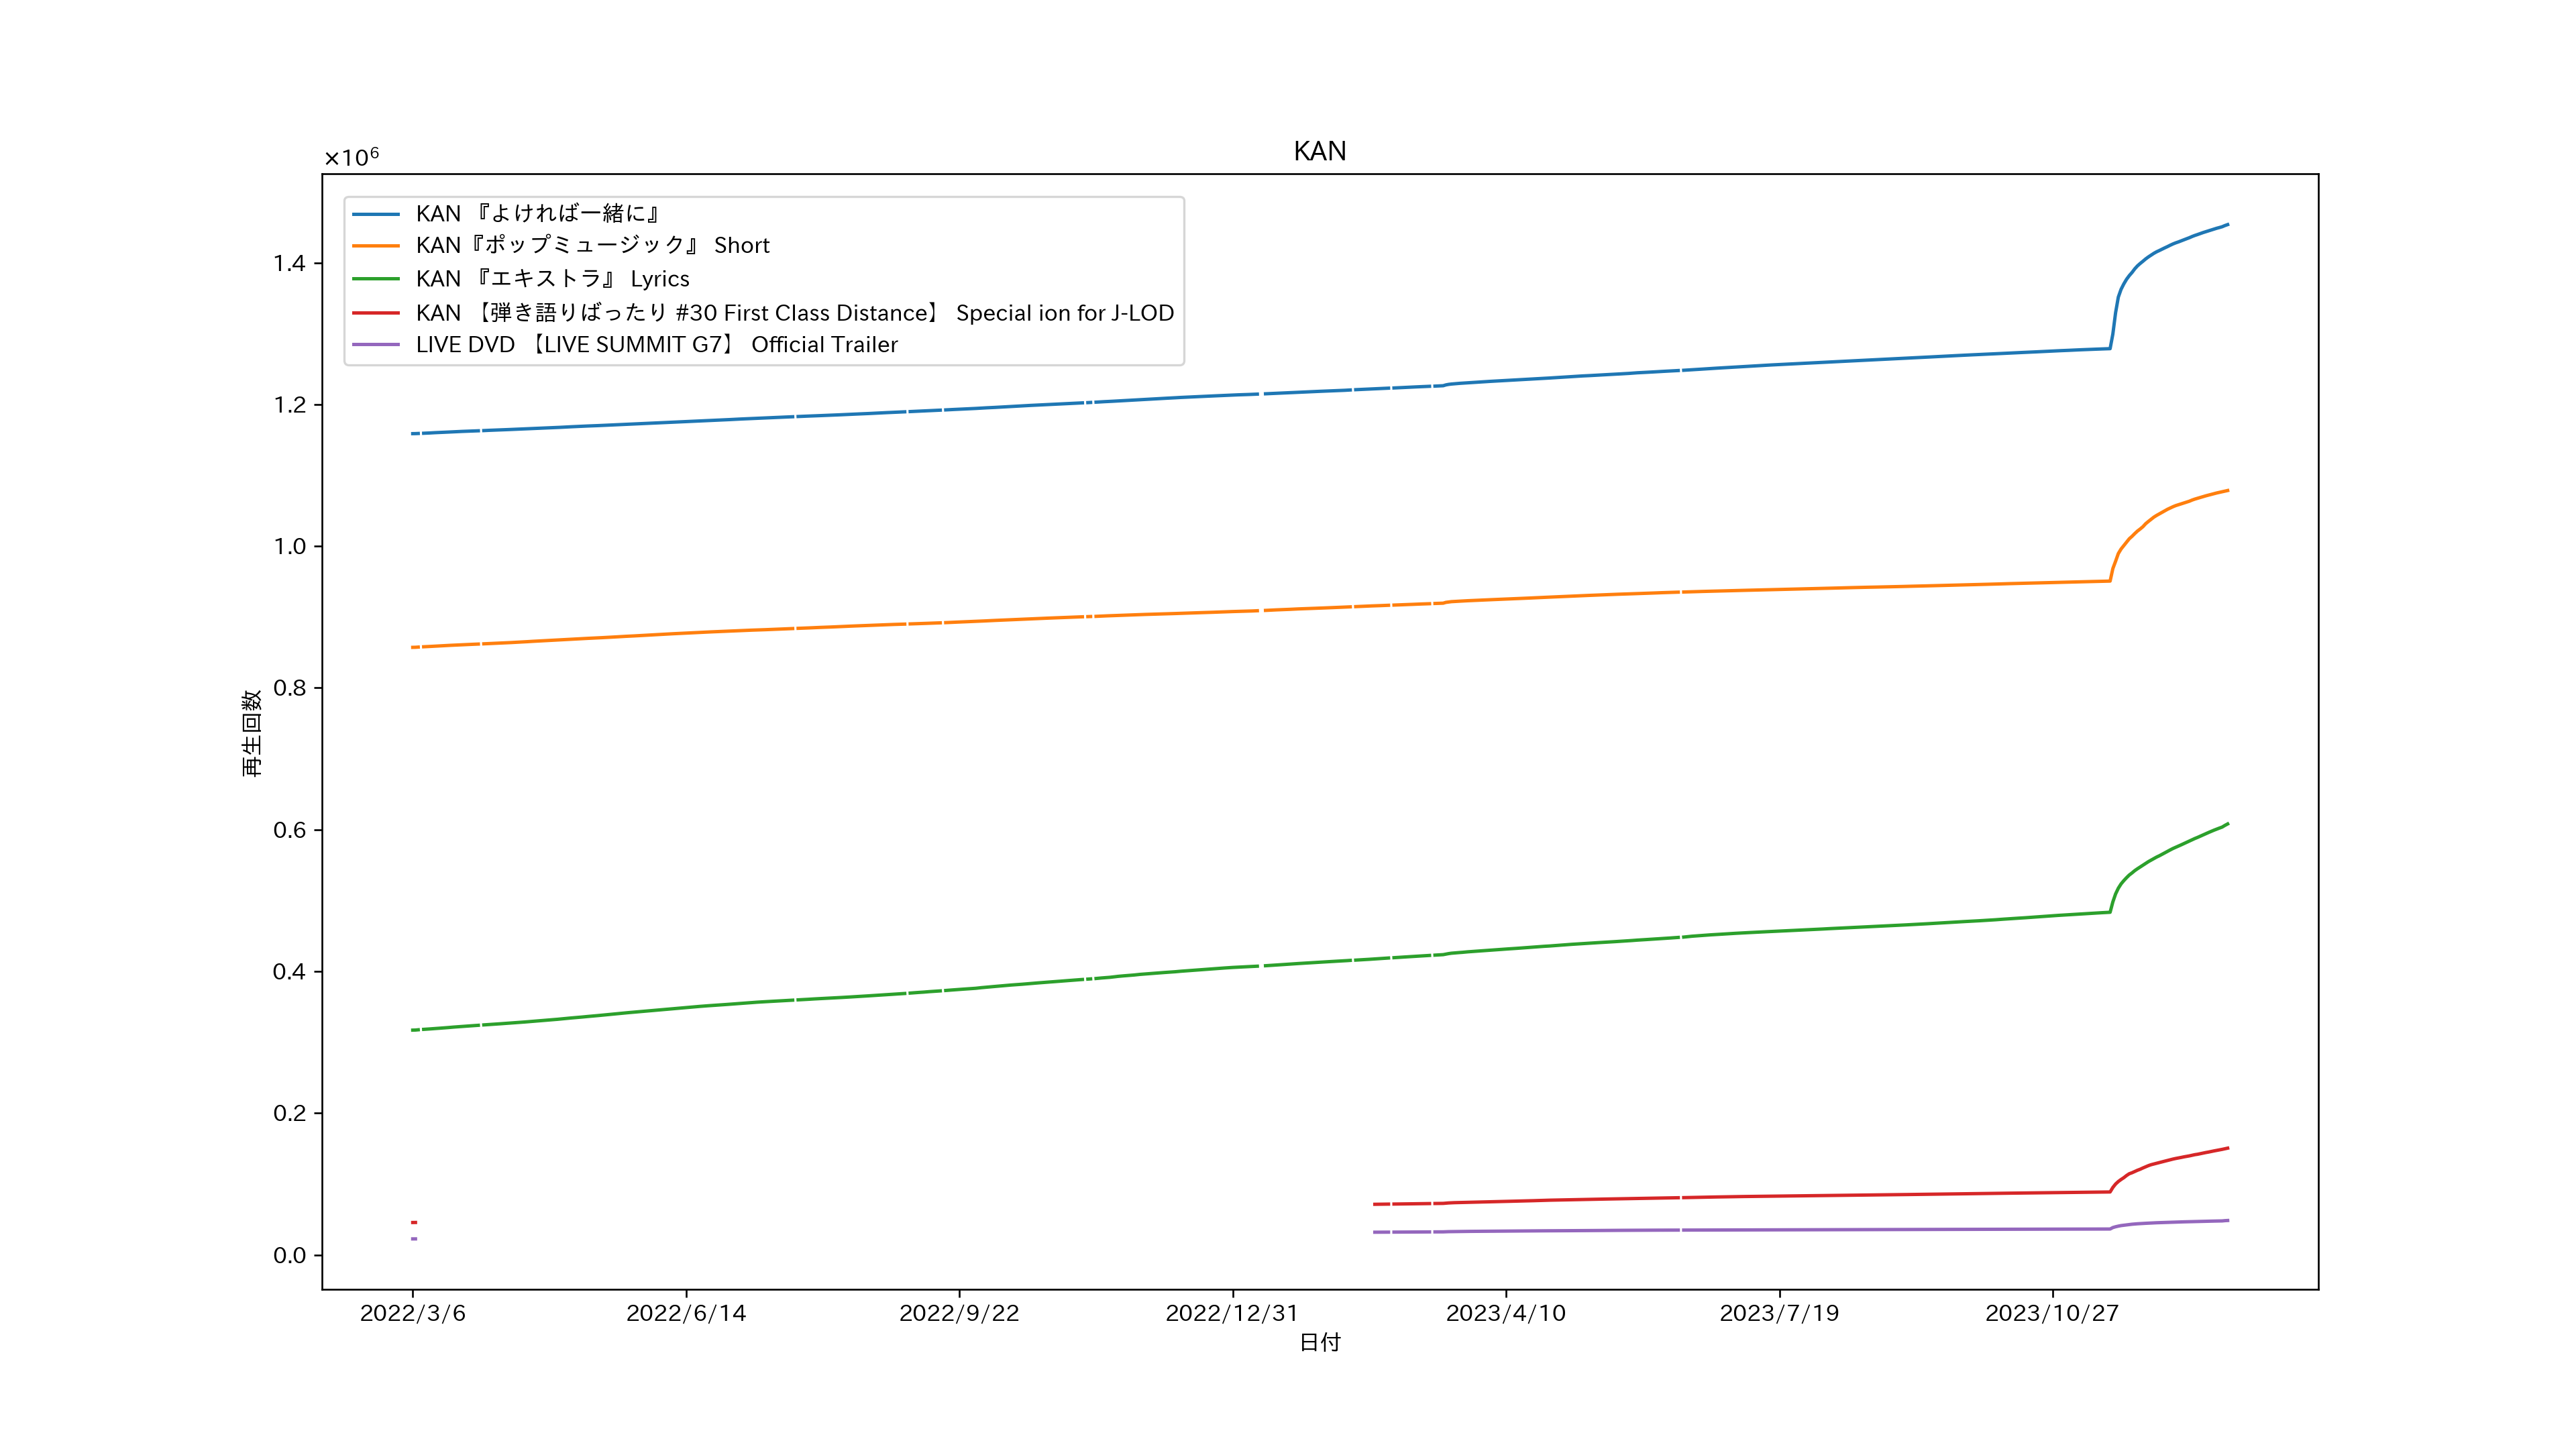 KAN
×10⁶
KAN 『よければ一緒に』
KAN『ポップミュージック』 Short
KAN 『エキストラ』 Lyrics
KAN 【弾き語りばったり #30 First Class Distance】 Special ion for J-LOD
LIVE DVD 【LIVE SUMMIT G7】 Official Trailer
1.4
1.2
1.0
0.8
0.6
0.4
0.2
0.0
再生回数
2022/3/6
2022/6/14
2022/9/22
2022/12/31
2023/4/10
2023/7/19
2023/10/27
日付